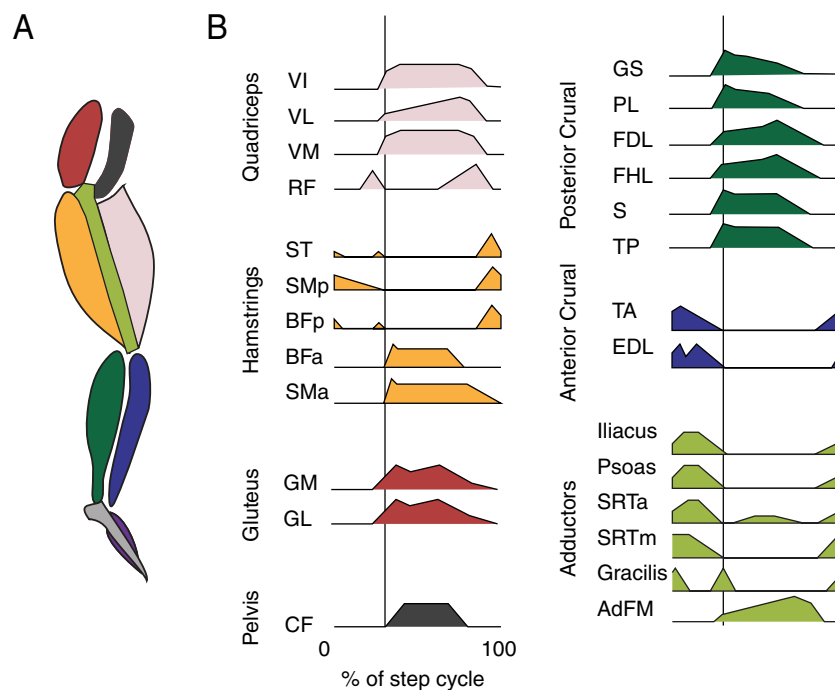 A
B
Quadriceps
VI
VL
VM
RF
Hamstrings
ST
SMp
BFp
BFa
SMa
Gluteus
GM
GL
Pelvis
CF
0
100
% of step cycle
Posterior Crural
GS
PL
FDL
FHL
S
TP
Anterior Crural
TA
EDL
Adductors
Iliacus
Psoas
SRTa
SRTm
Gracilis
AdFM